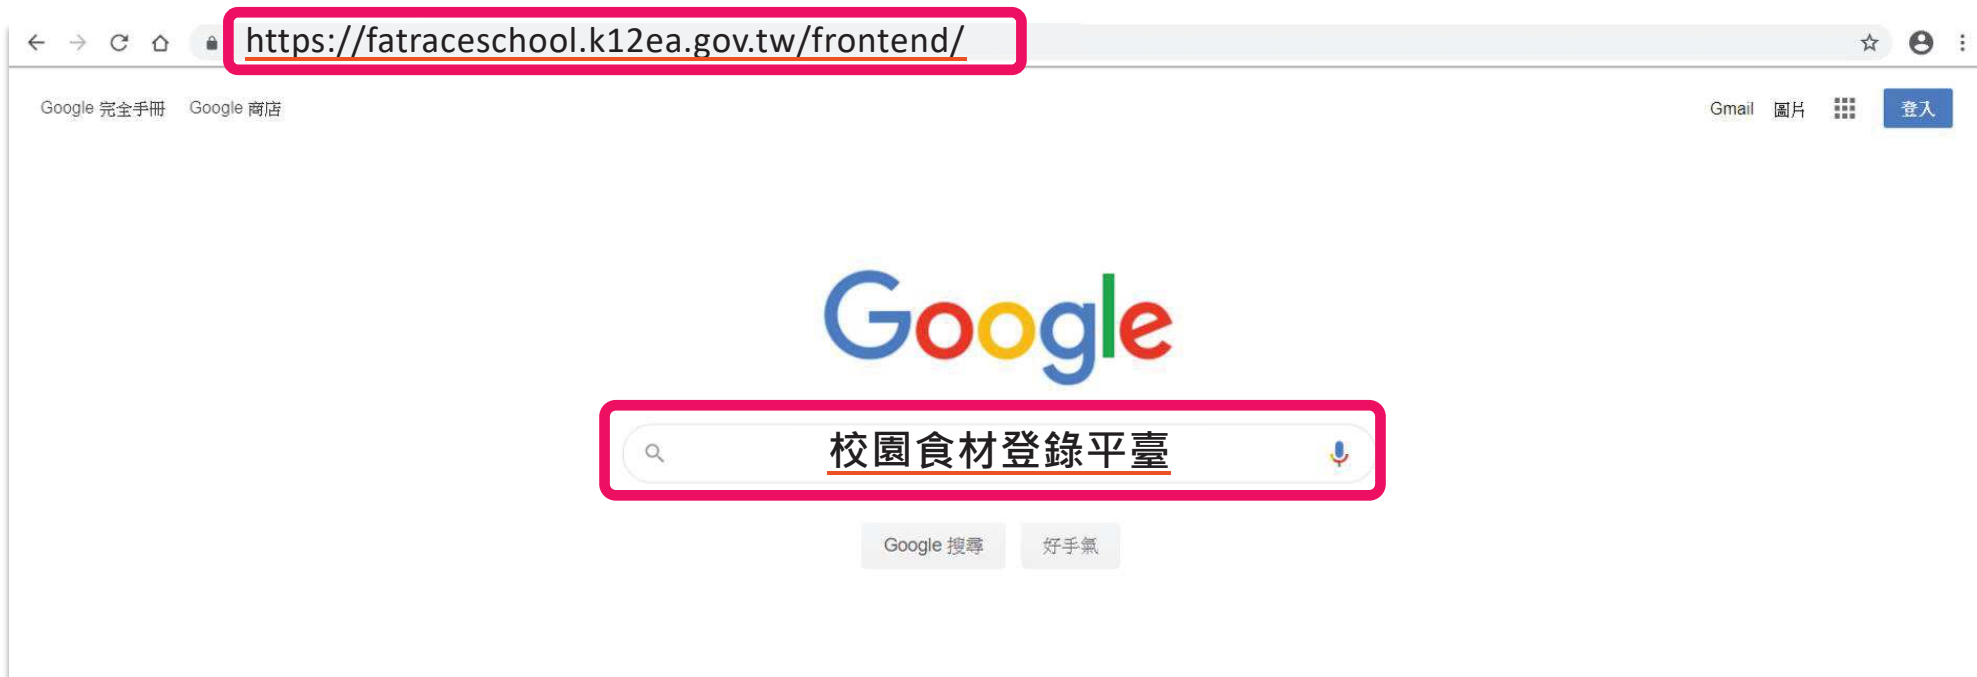 https://fatraceschool.k12ea.gov.tw/frontend/
Google 完全手冊 Google 商店 Gmail 圖片 登入
Google
校園食材登錄平臺
Google 搜尋 好手氣